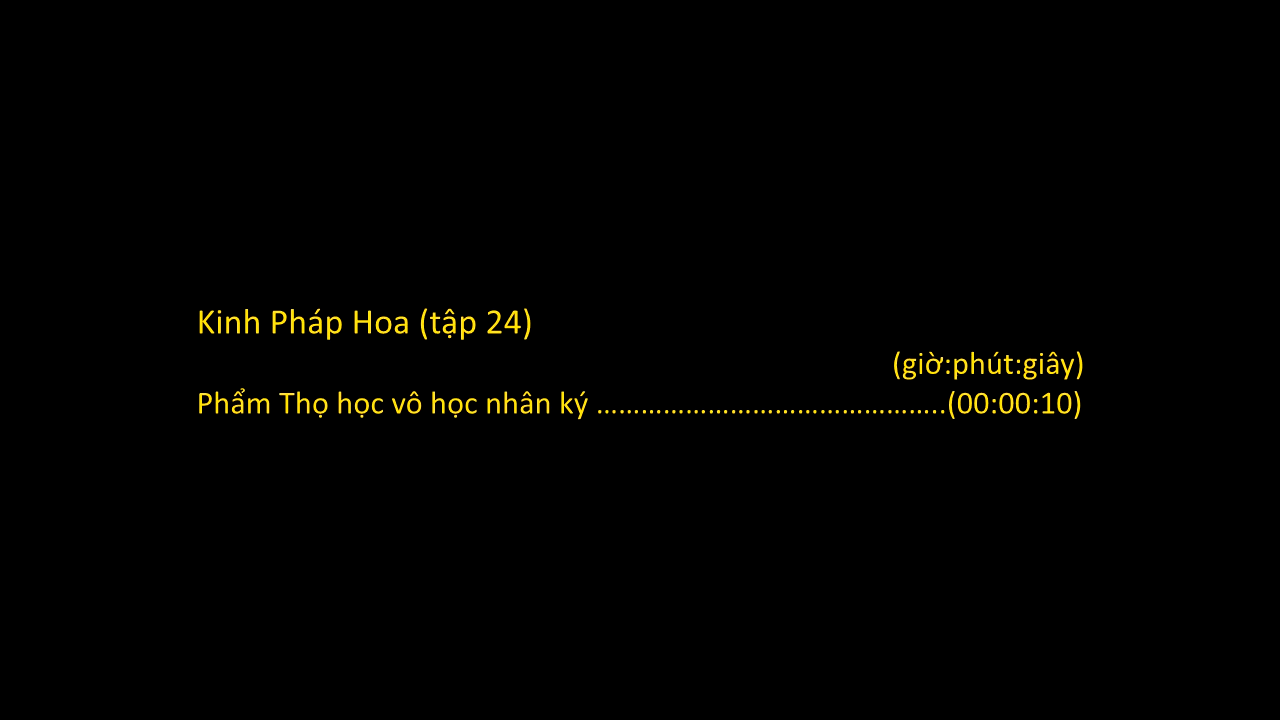 Kinh Pháp Hoa (tập 24)
(giờ:phút:giây)
Phẩm Thọ học vô học nhân ký ………………………………………..(00:00:10)